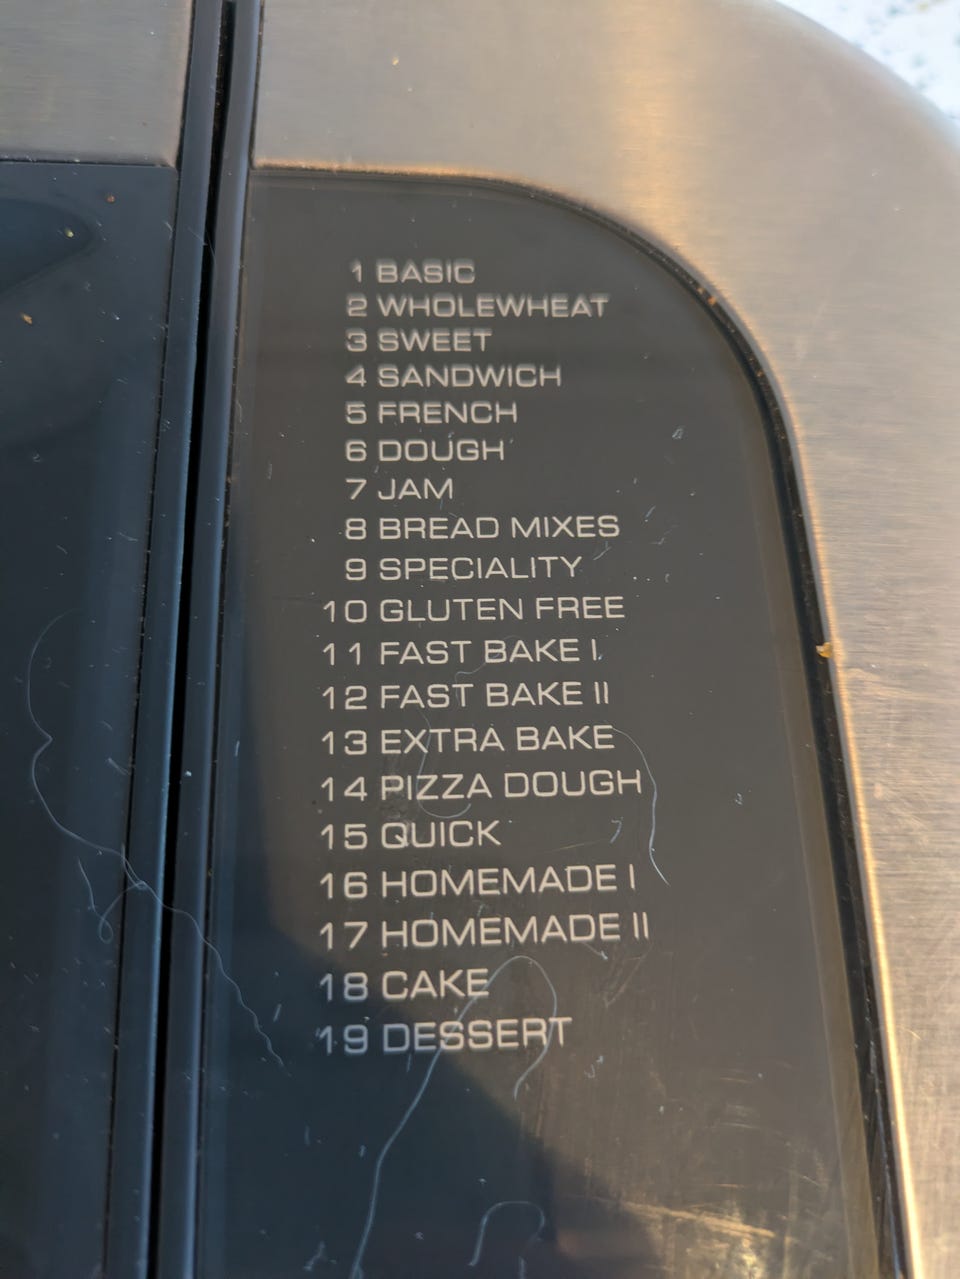 1 BASIC
2 WHOLEWHEAT
3 SWEET
4 SANDWICH
5 FRENCH
6 DOUGH
7 JAM
8 BREAD MIXES
9 SPECIALITY
10 GLUTEN FREE
11 FAST BAKE I
12 FAST BAKE II
13 EXTRA BAKE
14 PIZZA DOUGH
15 QUICK
16 HOMEMADE I
17 HOMEMADE II
18 CAKE
19 DESSERT